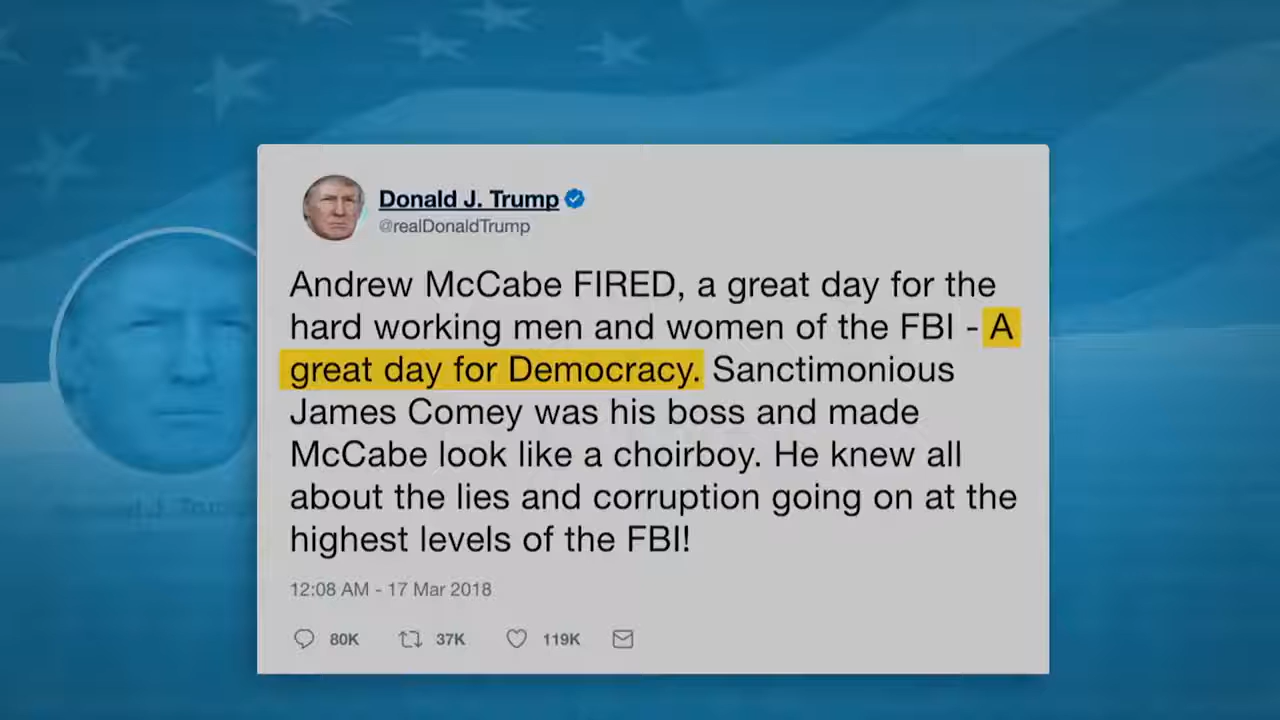 Donald J. Trump
@realDonaldTrump
Andrew McCabe FIRED, a great day for the
hard working men and women of the FBI - A
great day for Democracy. Sanctimonious
James Comey was his boss and made
McCabe look like a choirboy. He knew all
about the lies and corruption going on at the
highest levels of the FBI!
12:08 AM - 17 Mar 2018
80K 37K 119K